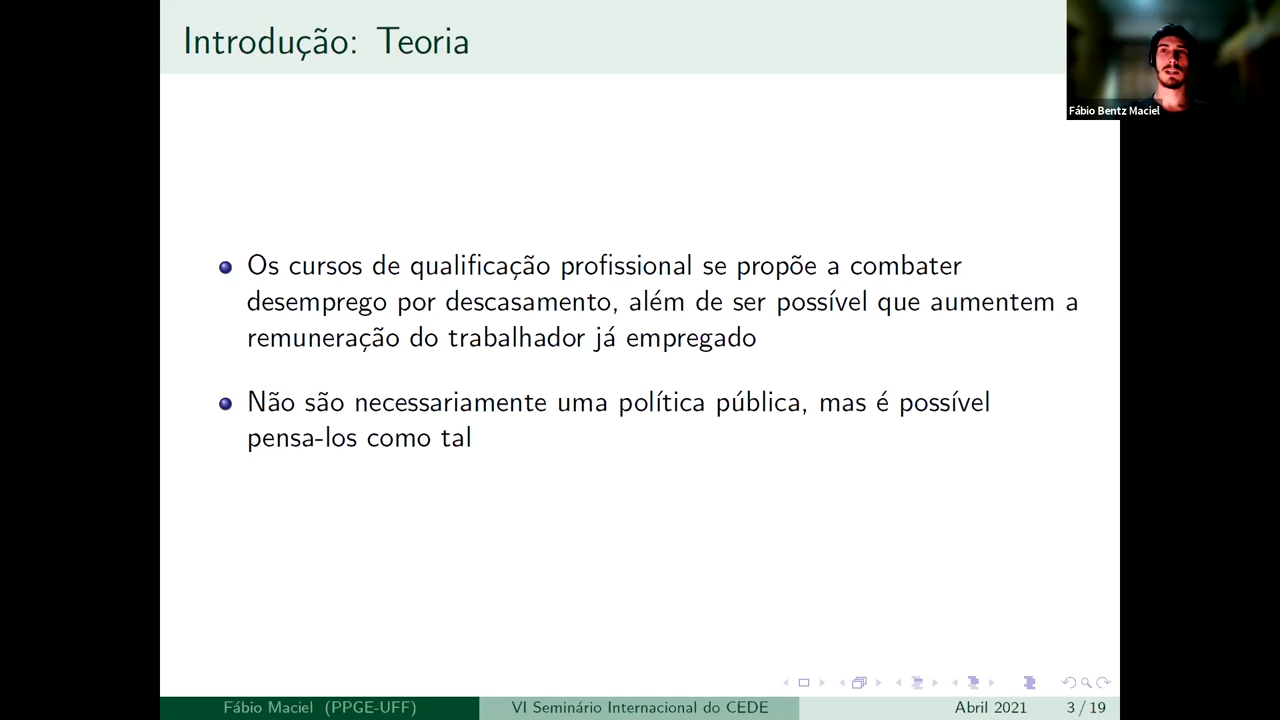 Introdução: Teoria
Fábio Bentz Maciel
Os cursos de qualificação profissional se propõe a combater
desemprego por descasamento, além de ser possível que aumentem a
remuneração do trabalhador já empregado
Não são necessariamente uma política pública, mas é possível
pensa-los como tal
Fábio Maciel (PPGE-UFF)
VI Seminário Internacional do CEDE
Abril 2021
3 / 19